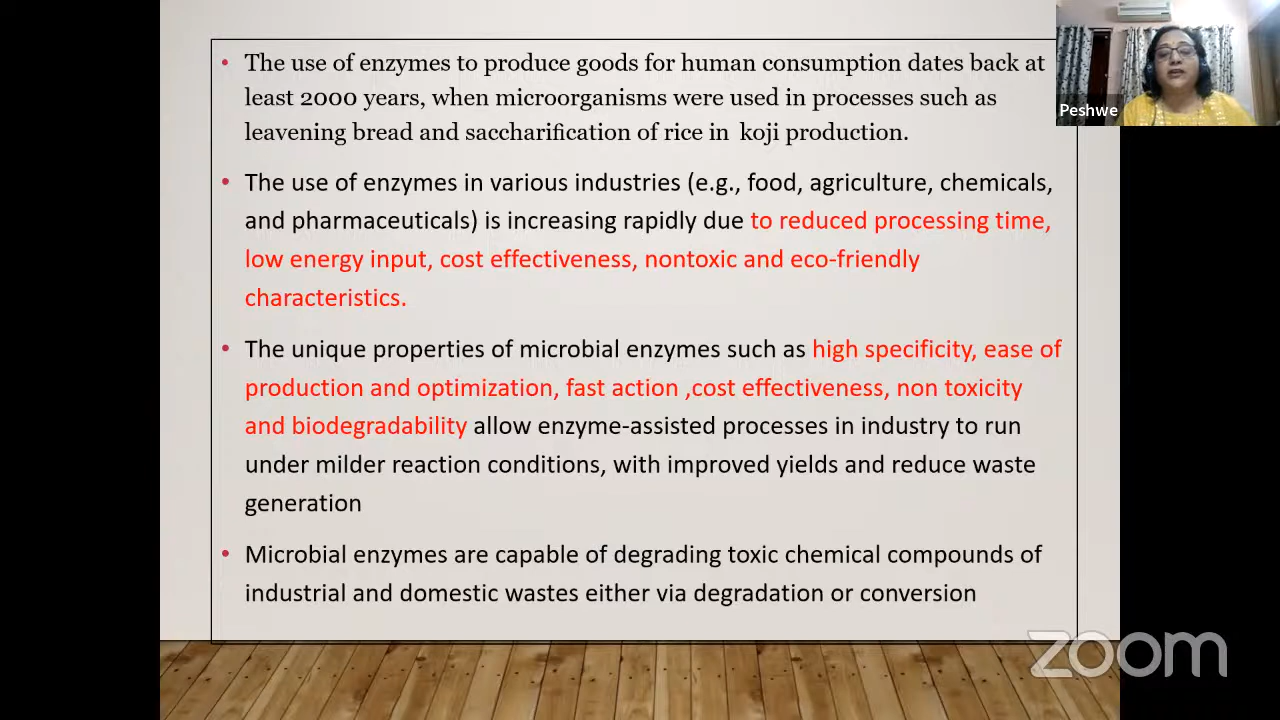 • The use of enzymes to produce goods for human consumption dates back at
least 2000 years, when microorganisms were used in processes such as
leavening bread and saccharification of rice in koji production.
• The use of enzymes in various industries (e.g., food, agriculture, chemicals,
and pharmaceuticals) is increasing rapidly due to reduced processing time,
low energy input, cost effectiveness, nontoxic and eco-friendly
characteristics.
• The unique properties of microbial enzymes such as high specificity, ease of
production and optimization, fast action ,cost effectiveness, non toxicity
and biodegradability allow enzyme-assisted processes in industry to run
under milder reaction conditions, with improved yields and reduce waste
generation
• Microbial enzymes are capable of degrading toxic chemical compounds of
industrial and domestic wastes either via degradation or conversion
Peshwe
zoom